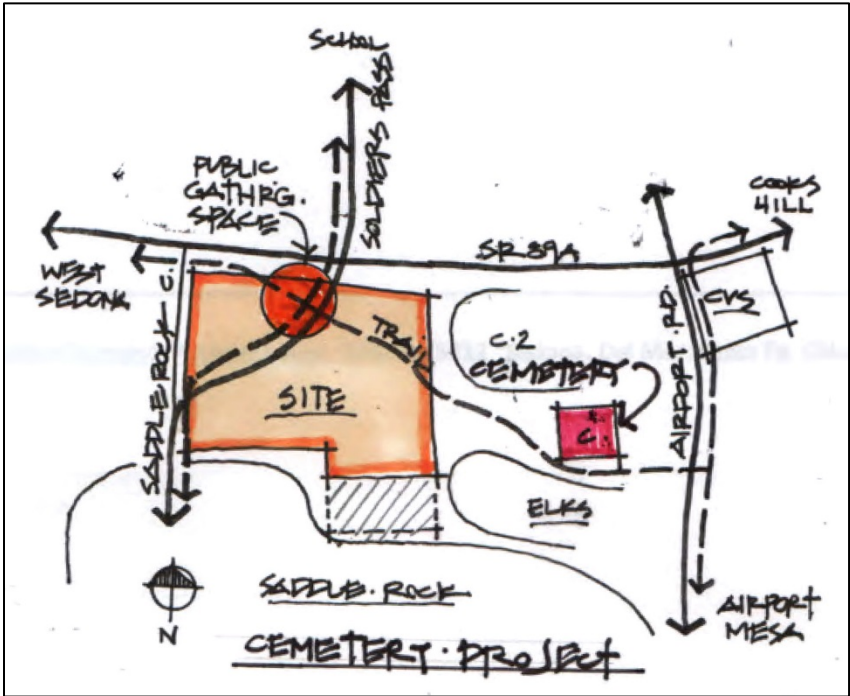 SCHOOL
SOLDIERS PASS
PUBLIC
GATHRG.
SPACE
COOKS
HILL
SR 89A
WEST
SEDONA
SADDLE ROCK C.
CVS
C.2
TRAIL
CEMETERY
AIRPORT RD.
SITE
C.
ELKS
SADDLE ROCK
N
AIRPORT
MESA
CEMETERY PROJECT